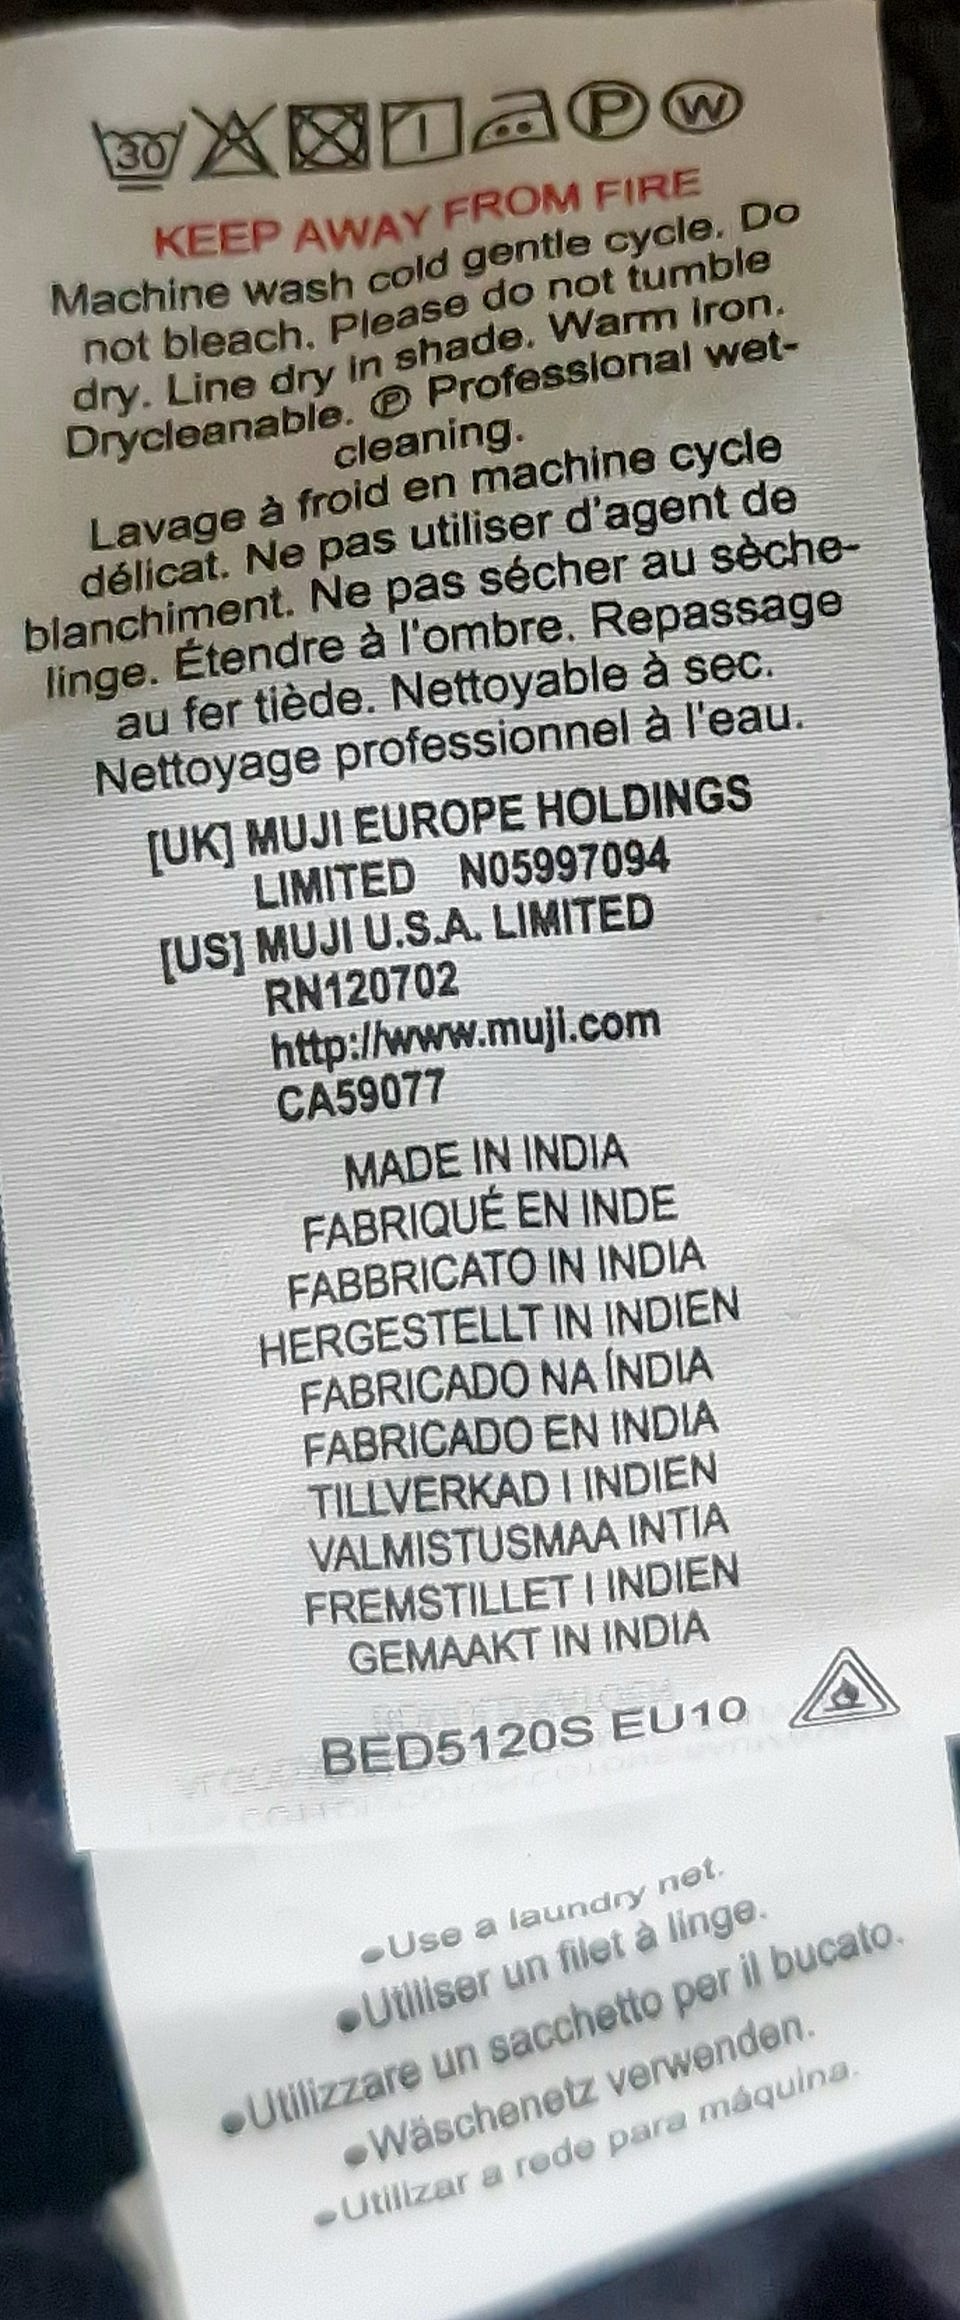 30 P W
KEEP AWAY FROM FIRE
Machine wash cold gentle cycle. Do
not bleach. Please do not tumble
dry. Line dry in shade. Warm iron.
Drycleanable. Ⓟ Professional wet-
cleaning.
Lavage à froid en machine cycle
délicat. Ne pas utiliser d'agent de
blanchiment. Ne pas sécher au sèche-
linge. Étendre à l'ombre. Repassage
au fer tiède. Nettoyable à sec.
Nettoyage professionnel à l'eau.
[UK] MUJI EUROPE HOLDINGS
LIMITED N05997094
[US] MUJI U.S.A. LIMITED
RN120702
http://www.muji.com
CA59077
MADE IN INDIA
FABRIQUÉ EN INDE
FABBRICATO IN INDIA
HERGESTELLT IN INDIEN
FABRICADO NA ÍNDIA
FABRICADO EN INDIA
TILLVERKAD I INDIEN
VALMISTUSMAA INTIA
FREMSTILLET I INDIEN
GEMAAKT IN INDIA
BED5120S EU10
●Use a laundry net.
●Utiliser un filet à linge.
●Utilizzare un sacchetto per il bucato.
●Wäschenetz verwenden.
●Utilizar a rede para máquina.